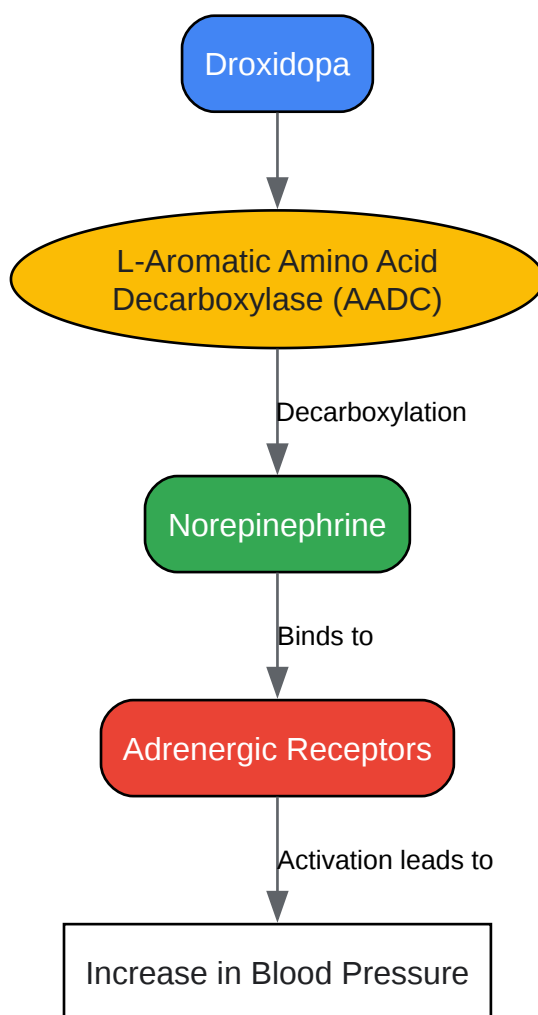 Droxidopa
L-Aromatic Amino Acid
Decarboxylase (AADC)
Decarboxylation
Norepinephrine
Binds to
Adrenergic Receptors
Activation leads to
Increase in Blood Pressure